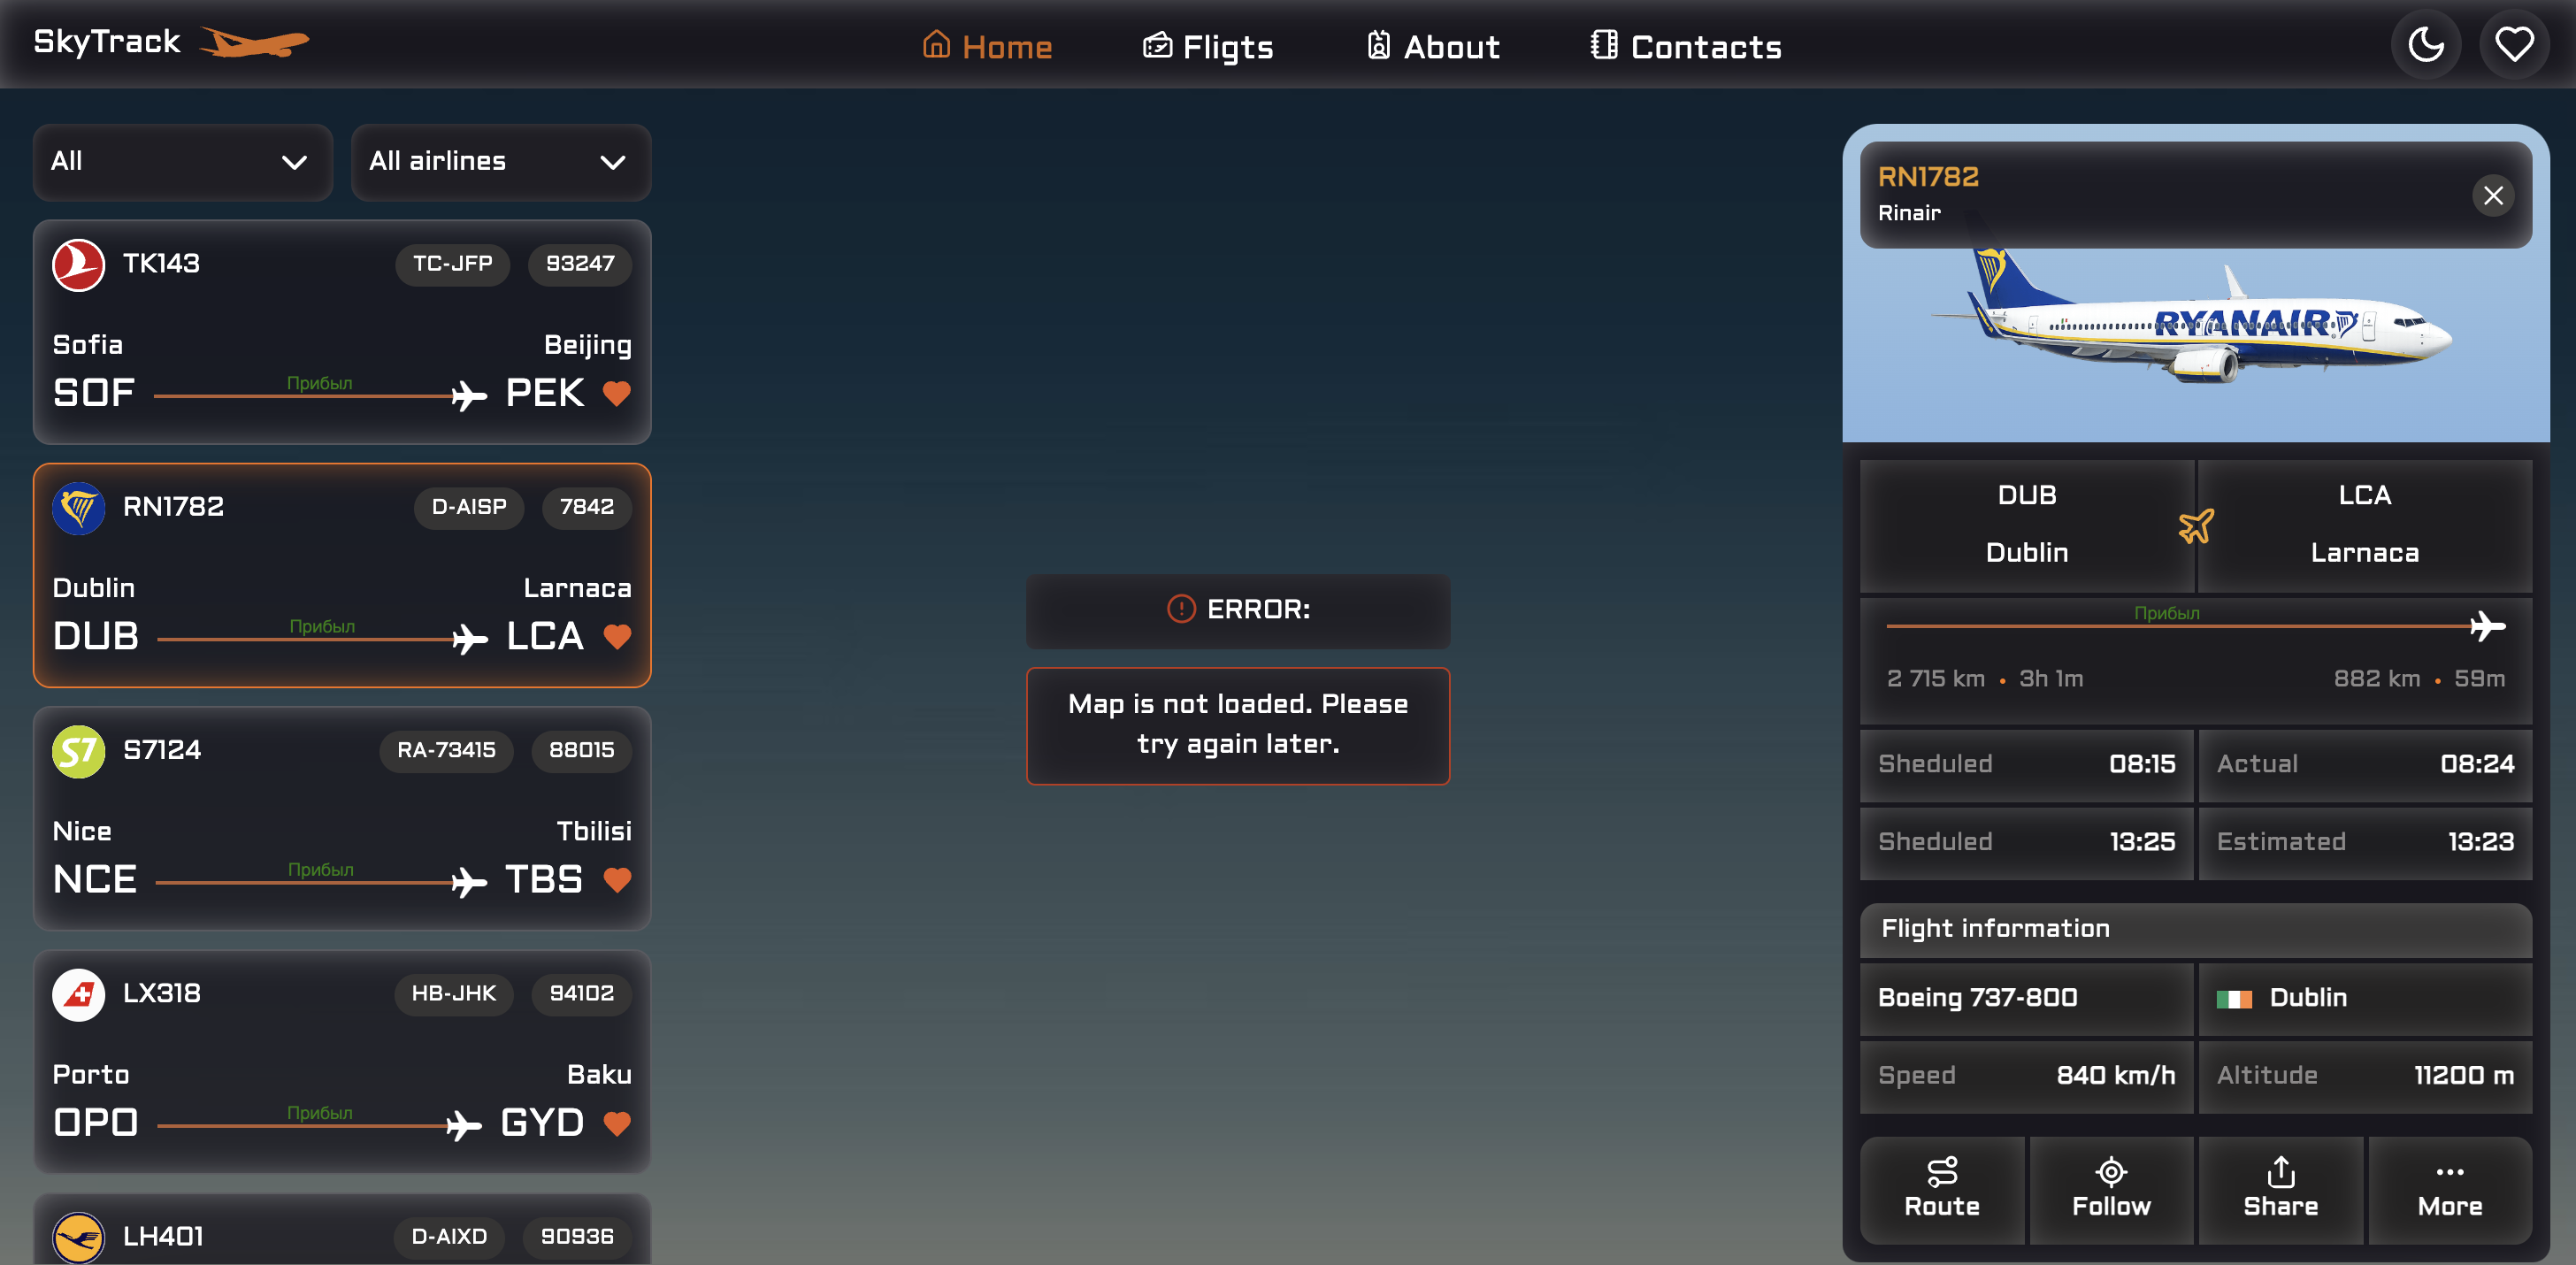 SkyTrack
Home
Fligts
About
Contacts
All
All airlines
TK143
TC-JFP
93247
Sofia
Beijing
SOF
Прибыл
PEK
RN1782
D-AISP
7842
Dublin
Larnaca
DUB
Прибыл
LCA
S7
S7124
RA-73415
88015
Nice
Tbilisi
NCE
Прибыл
TBS
LX318
HB-JHK
94102
Porto
Baku
OPO
Прибыл
GYD
LH401
D-AIXD
90936
ERROR:
Map is not loaded. Please
try again later.
RN1782
Rinair
RYANAIR
DUB
LCA
Dublin
Larnaca
Прибыл
2 715 km • 3h 1m
882 km • 59m
Sheduled 08:15
Actual 08:24
Sheduled 13:25
Estimated 13:23
Flight information
Boeing 737-800
Dublin
Speed 840 km/h
Altitude 11200 m
Route
Follow
Share
More